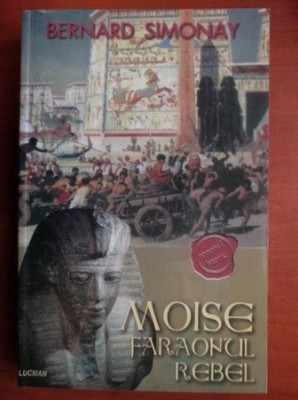 BERNARD SIMONAY
MOISE
FARAONUL
REBEL
LUCMAN